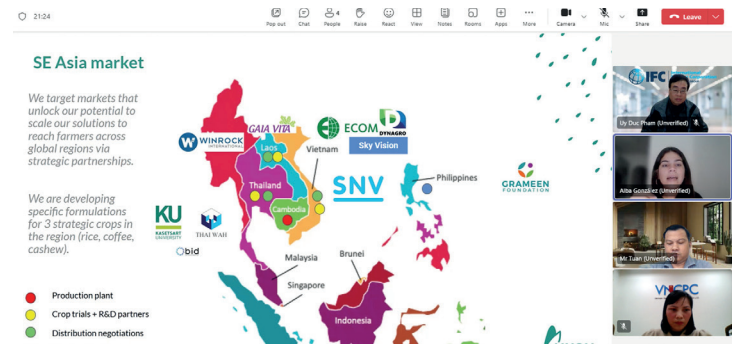 21:24
Pop out
Chat
4
People
Raise
React
View
Notes
Rooms
Apps
More
Camera
Mic
Share
Leave
SE Asia market
We target markets that
unlock our potential to
scale our solutions to
reach farmers across
global regions via
strategic partnerships.
We are developing
specific formulations
for 3 strategic crops in
the region (rice, coffee,
cashew).
Production plant
Crop trials + R&D partners
Distribution negotiations
W WINROCK
INTERNATIONAL
GAIA VITA
ECOM
D
DYNAGRO
Sky Vision
Laos
Vietnam
Thailand
Cambodia
SNV
Philippines
GRAMEEN
FOUNDATION
KU
KASETSART
UNIVERSITY
THAI WAH
bid
Malaysia
Singapore
Brunei
Indonesia
IFC
Uy Duc Pham (Unverified)
Alba González (Unverified)
Mr Tuan (Unverified)
VNCPC